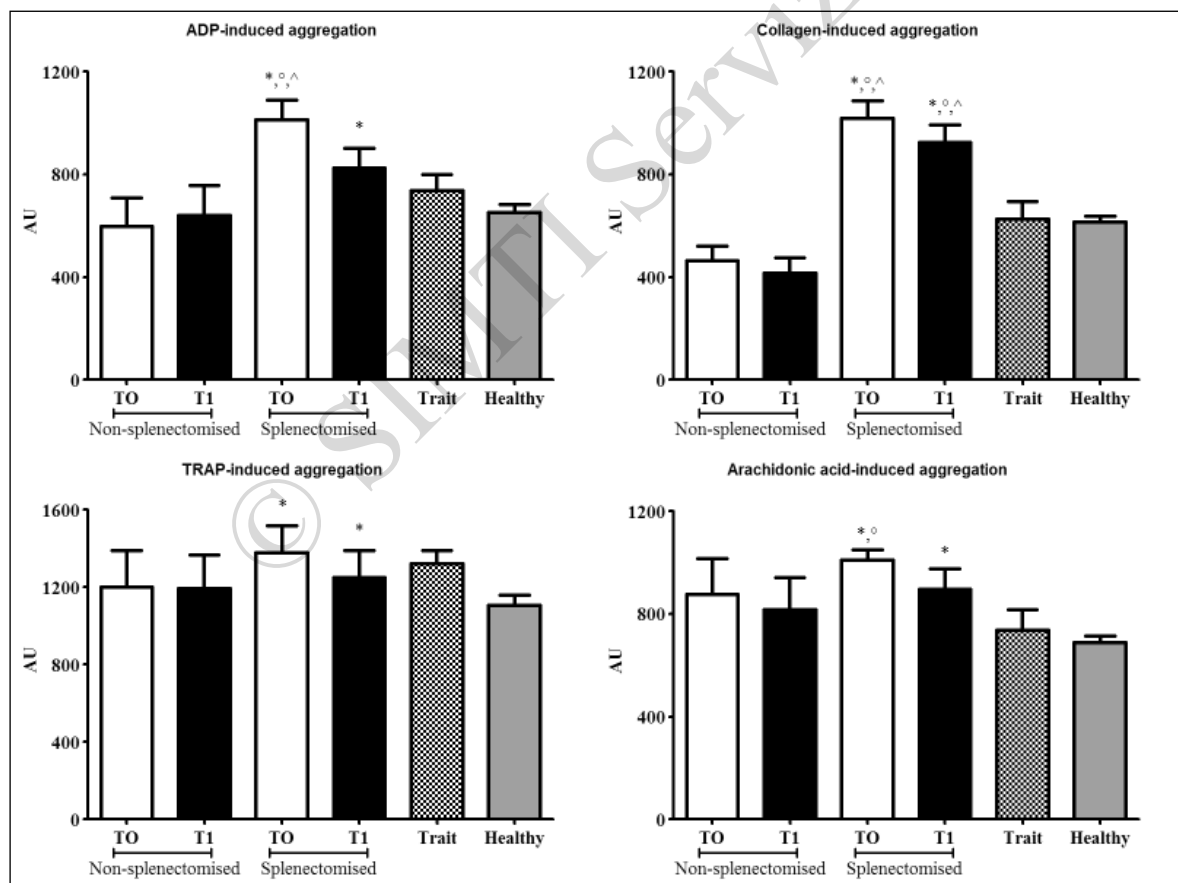 ADP-induced aggregation
1200
800
400
0
AU
*,°,^
*
TO T1 TO T1 Trait Healthy
Non-splenectomised Splenectomised
Collagen-induced aggregation
1200
800
400
0
AU
*,°,^
*,°,^
TO T1 TO T1 Trait Healthy
Non-splenectomised Splenectomised
TRAP-induced aggregation
1600
1200
800
400
0
AU
*
*
TO T1 TO T1 Trait Healthy
Non-splenectomised Splenectomised
Arachidonic acid-induced aggregation
1200
800
400
0
AU
*,°
*
TO T1 TO T1 Trait Healthy
Non-splenectomised Splenectomised
© SIMTI Serviz